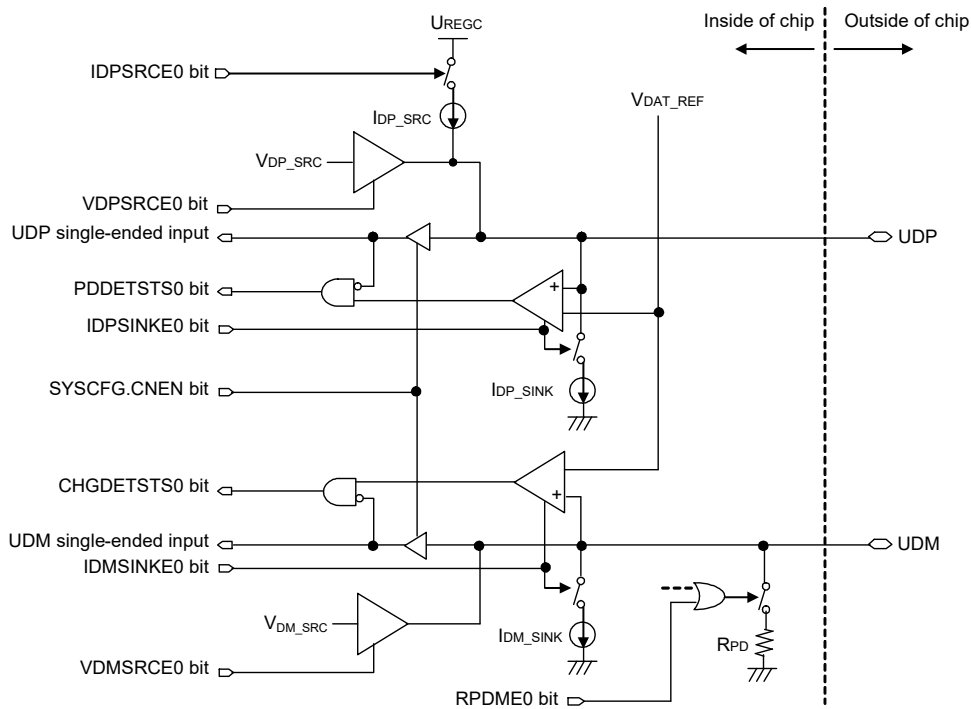 Inside of chip
Outside of chip
UREGC
IDPSRCE0 bit
VDAT_REF
IDP_SRC
VDP_SRC
VDPSRCE0 bit
UDP single-ended input
UDP
PDDETSTS0 bit
+
IDPSINKE0 bit
SYSCFG.CNEN bit
IDP_SINK
CHGDETSTS0 bit
+
UDM single-ended input
UDM
IDMSINKE0 bit
VDM_SRC
IDM_SINK
RPD
VDMSRCE0 bit
RPDME0 bit